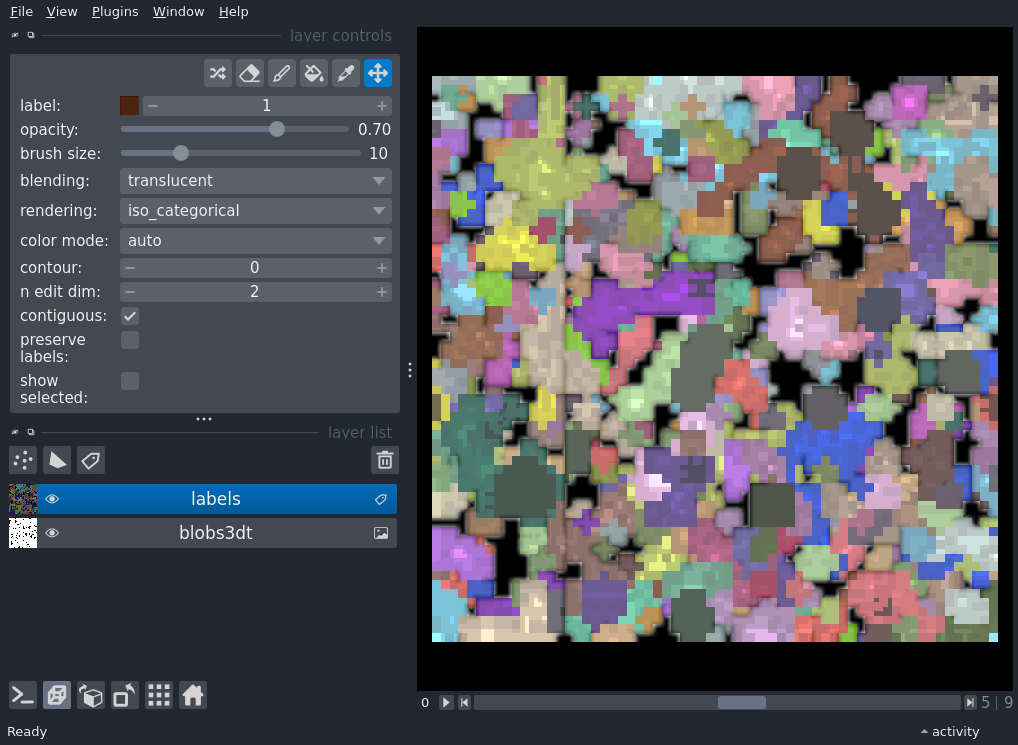 File View Plugins Window Help
layer controls
label: 1
opacity: 0.70
brush size: 10
blending: translucent
rendering: iso_categorical
color mode: auto
contour: 0
n edit dim: 2
contiguous:
preserve
labels:
show
selected:
layer list
labels
blobs3dt
0 5 | 9
Ready activity